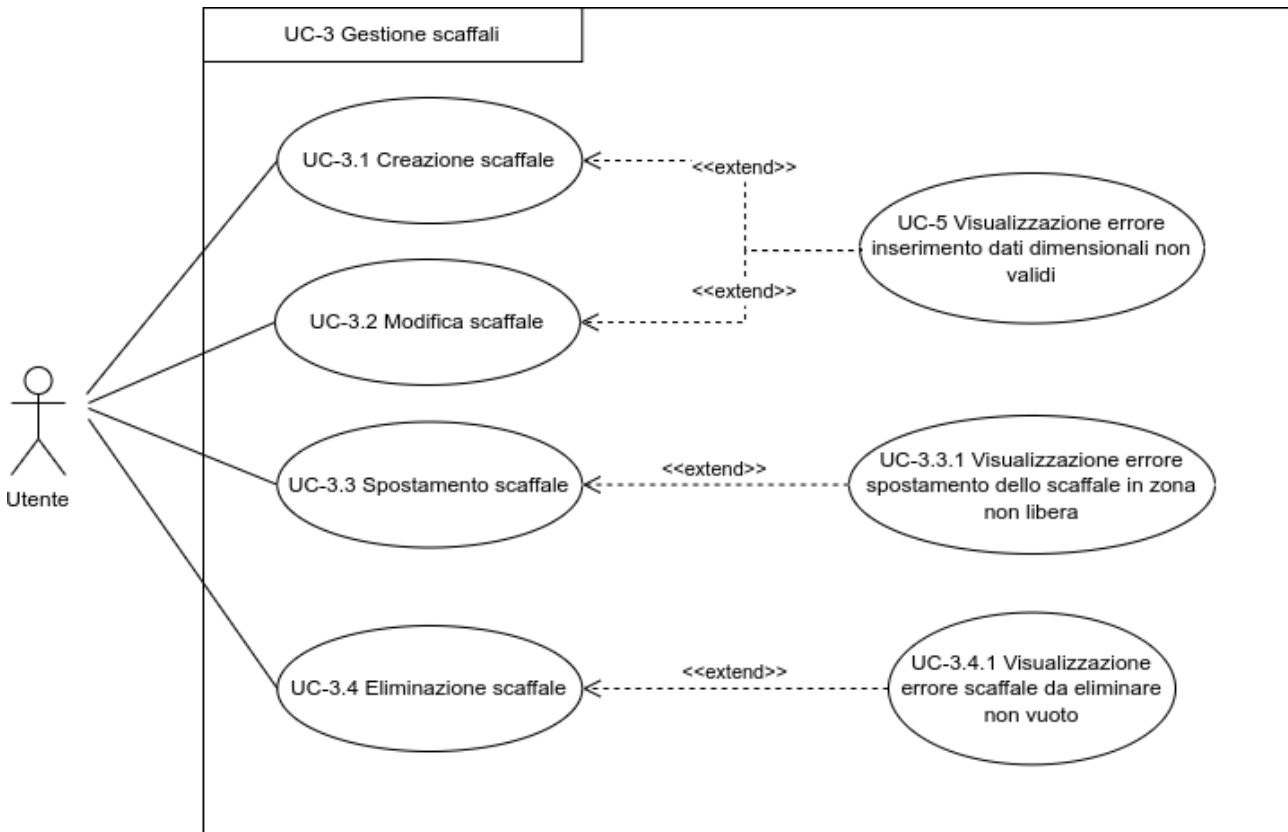 UC-3 Gestione scaffali
UC-3.1 Creazione scaffale
<<extend>>
UC-5 Visualizzazione errore
inserimento dati dimensionali non
validi
<<extend>>
UC-3.2 Modifica scaffale
Utente
UC-3.3 Spostamento scaffale
<<extend>>
UC-3.3.1 Visualizzazione errore
spostamento dello scaffale in zona
non libera
UC-3.4 Eliminazione scaffale
<<extend>>
UC-3.4.1 Visualizzazione
errore scaffale da eliminare
non vuoto